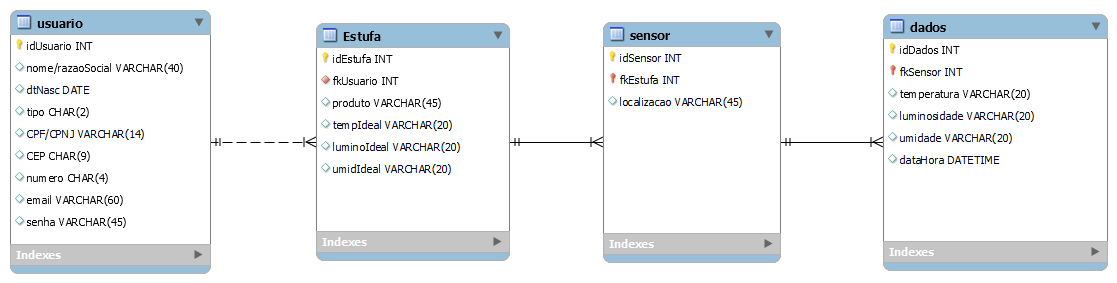 usuario
idUsuario INT
nome/razaoSocial VARCHAR(40)
dtNasc DATE
tipo CHAR(2)
CPF/CPNJ VARCHAR(14)
CEP CHAR(9)
numero CHAR(4)
email VARCHAR(60)
senha VARCHAR(45)
Indexes
Estufa
idEstufa INT
fkUsuario INT
produto VARCHAR(45)
tempIdeal VARCHAR(20)
luminoIdeal VARCHAR(20)
umidIdeal VARCHAR(20)
Indexes
sensor
idSensor INT
fkEstufa INT
localizacao VARCHAR(45)
Indexes
dados
idDados INT
fkSensor INT
temperatura VARCHAR(20)
luminosidade VARCHAR(20)
umidade VARCHAR(20)
dataHora DATETIME
Indexes